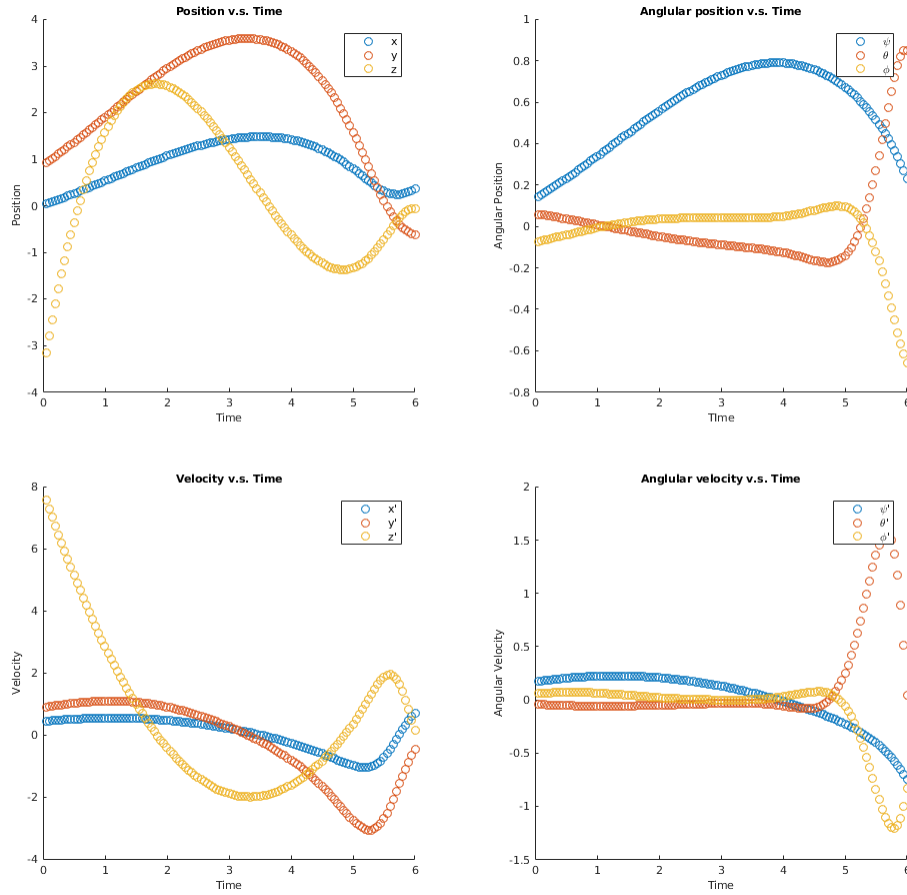 Position v.s. Time
x
y
z
4
3
2
1
0
-1
-2
-3
-4
Position
0 1 2 3 4 5 6
Time
Anglular position v.s. Time
ψ
θ
ϕ
1
0.8
0.6
0.4
0.2
0
-0.2
-0.4
-0.6
-0.8
Angular Position
0 1 2 3 4 5 6
TIme
Velocity v.s. Time
x'
y'
z'
8
6
4
2
0
-2
-4
Velocity
0 1 2 3 4 5 6
Time
Anglular velocity v.s. Time
ψ'
θ'
ϕ'
2
1.5
1
0.5
0
-0.5
-1
-1.5
Angular Velocity
0 1 2 3 4 5 6
Time